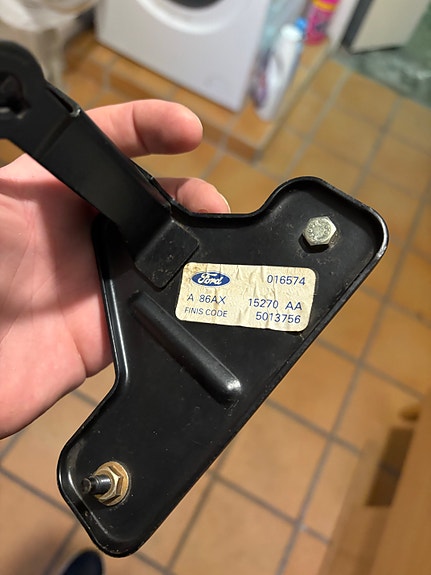 Ford 016574
A 86AX 15270 AA
FINIS CODE 5013756